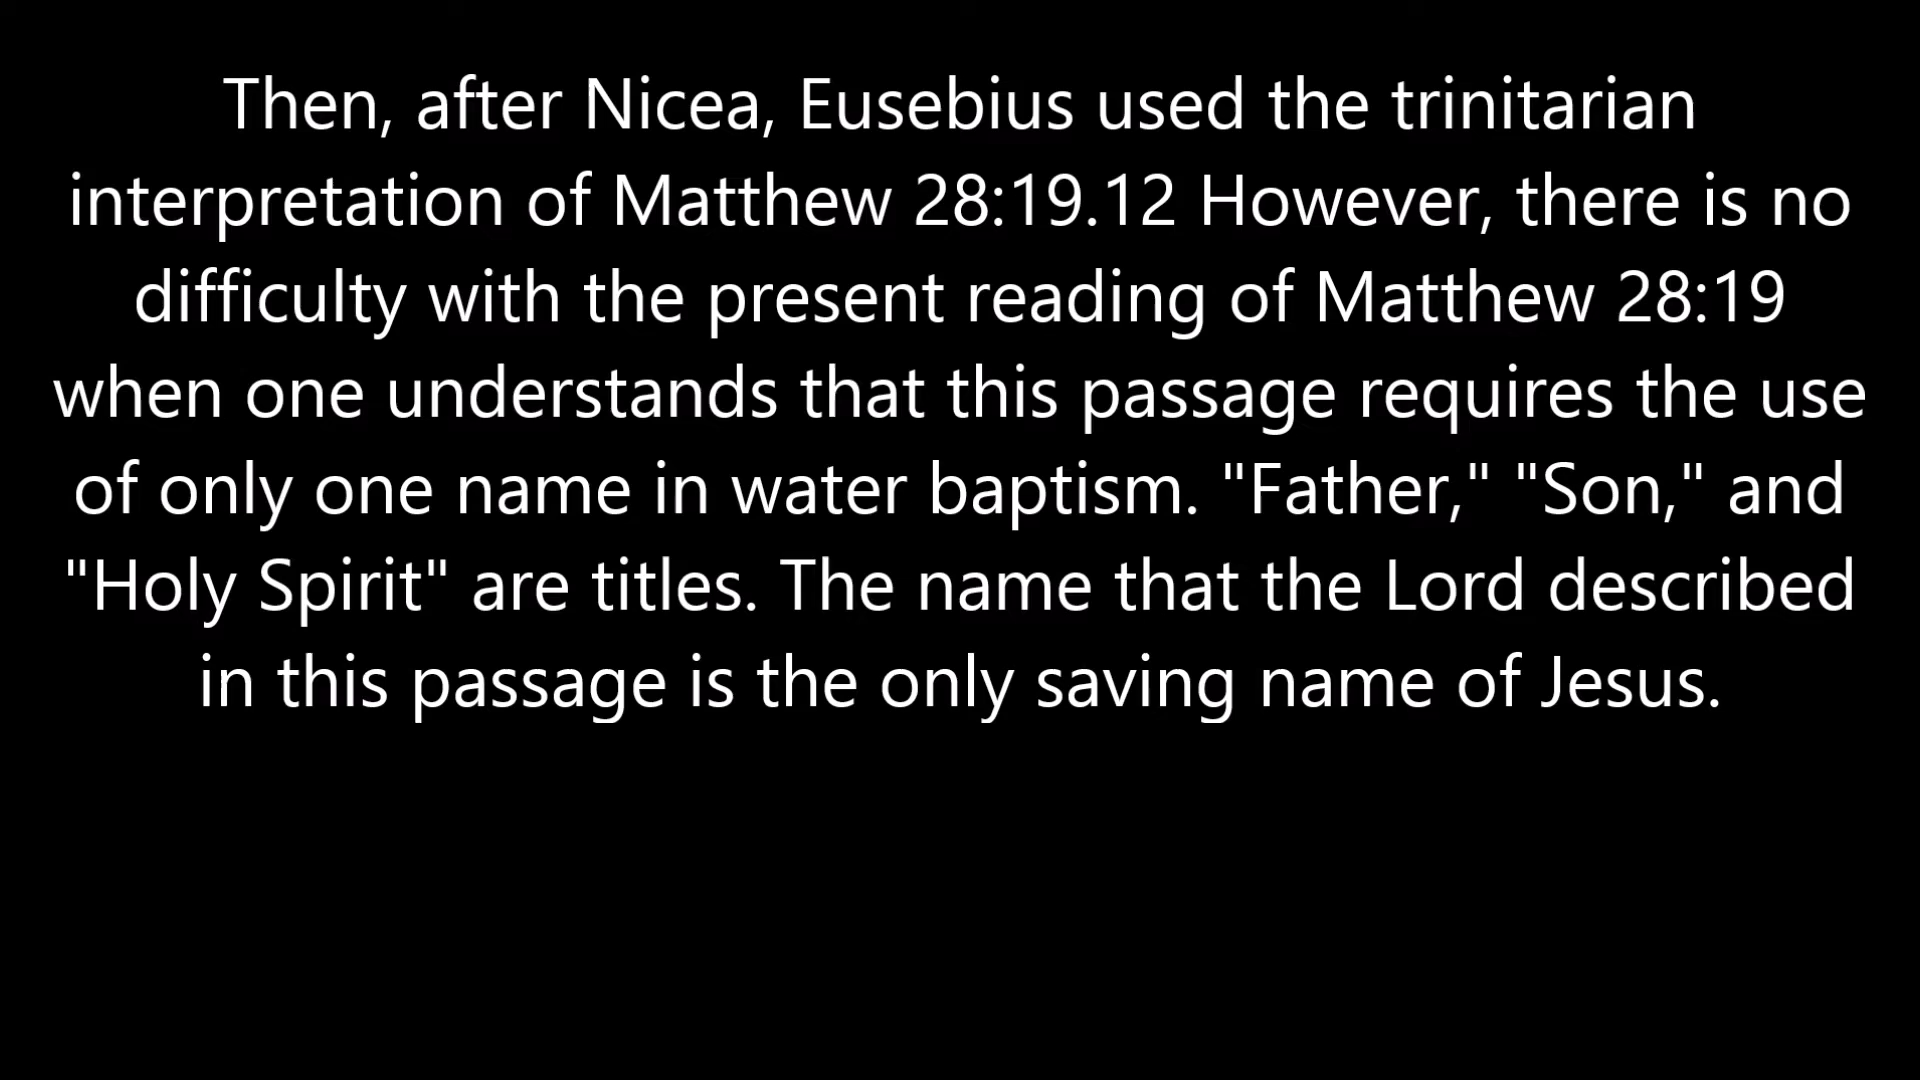 Then, after Nicea, Eusebius used the trinitarian
interpretation of Matthew 28:19.12 However, there is no
difficulty with the present reading of Matthew 28:19
when one understands that this passage requires the use
of only one name in water baptism. "Father," "Son," and
"Holy Spirit" are titles. The name that the Lord described
in this passage is the only saving name of Jesus.